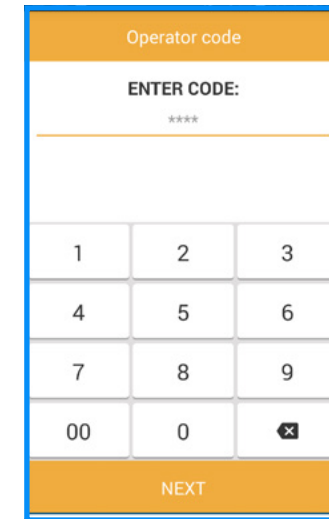 Operator code
ENTER CODE:
****
1 2 3
4 5 6
7 8 9
00 0
NEXT